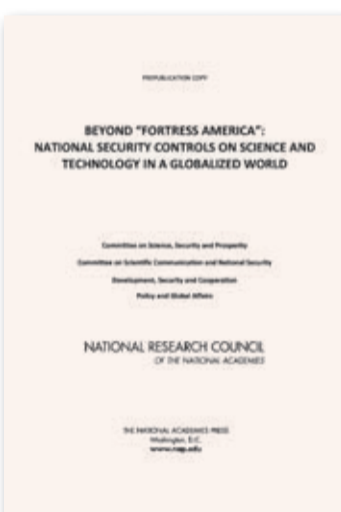 PREPUBLICATION COPY
BEYOND "FORTRESS AMERICA":
NATIONAL SECURITY CONTROLS ON SCIENCE AND
TECHNOLOGY IN A GLOBALIZED WORLD
Committee on Science, Security and Prosperity
Committee on Scientific Communication and National Security
Development, Security and Cooperation
Policy and Global Affairs
NATIONAL RESEARCH COUNCIL
OF THE NATIONAL ACADEMIES
THE NATIONAL ACADEMIES PRESS
Washington, D.C.
www.nap.edu